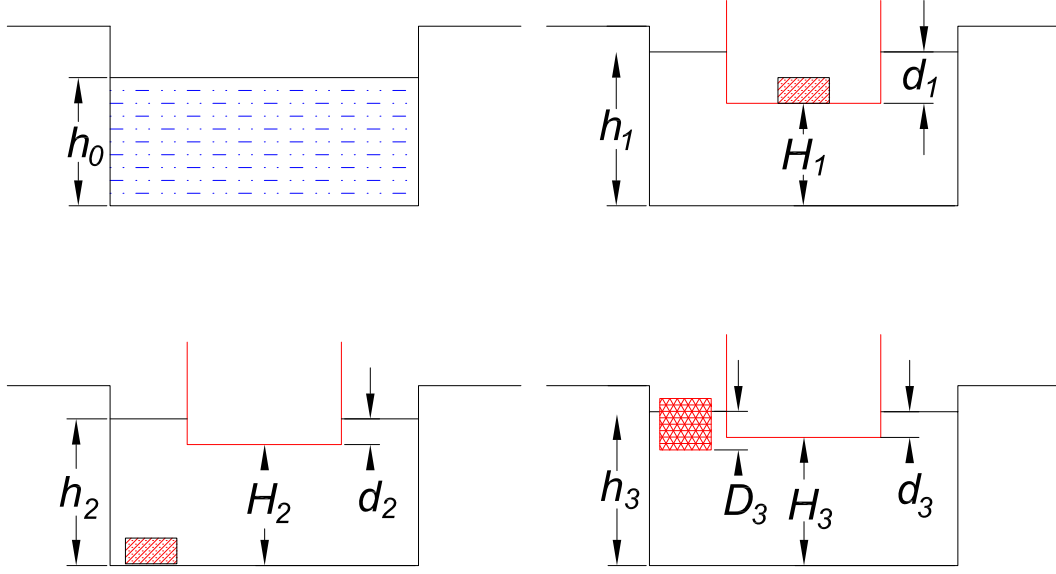 h₀
h₁
H₁
d₁
h₂
H₂
d₂
h₃
D₃
H₃
d₃